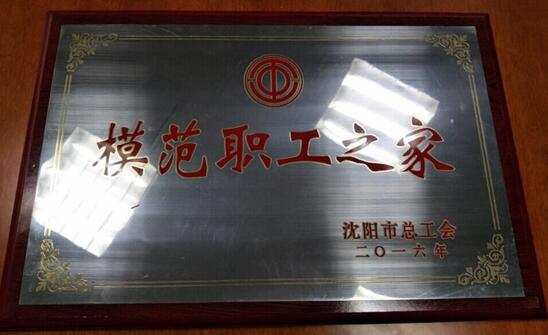 模范职工之家
沈阳市总工会
二〇一六年